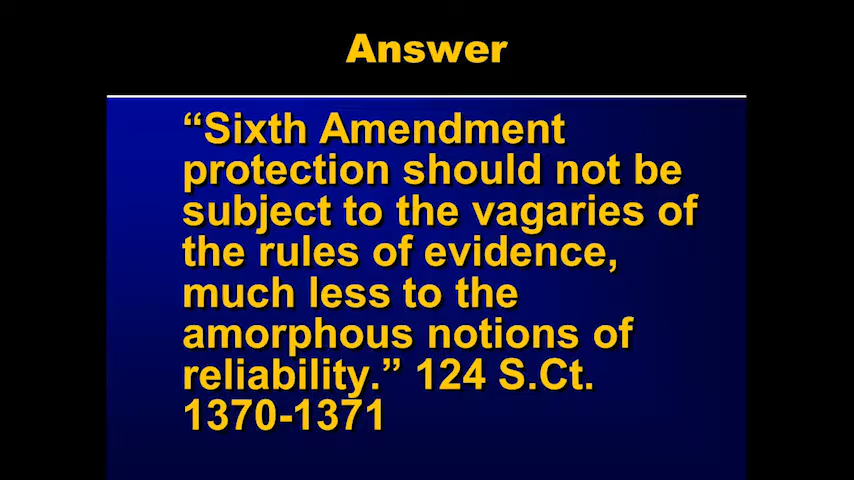 Answer
“Sixth Amendment
protection should not be
subject to the vagaries of
the rules of evidence,
much less to the
amorphous notions of
reliability.” 124 S.Ct.
1370-1371